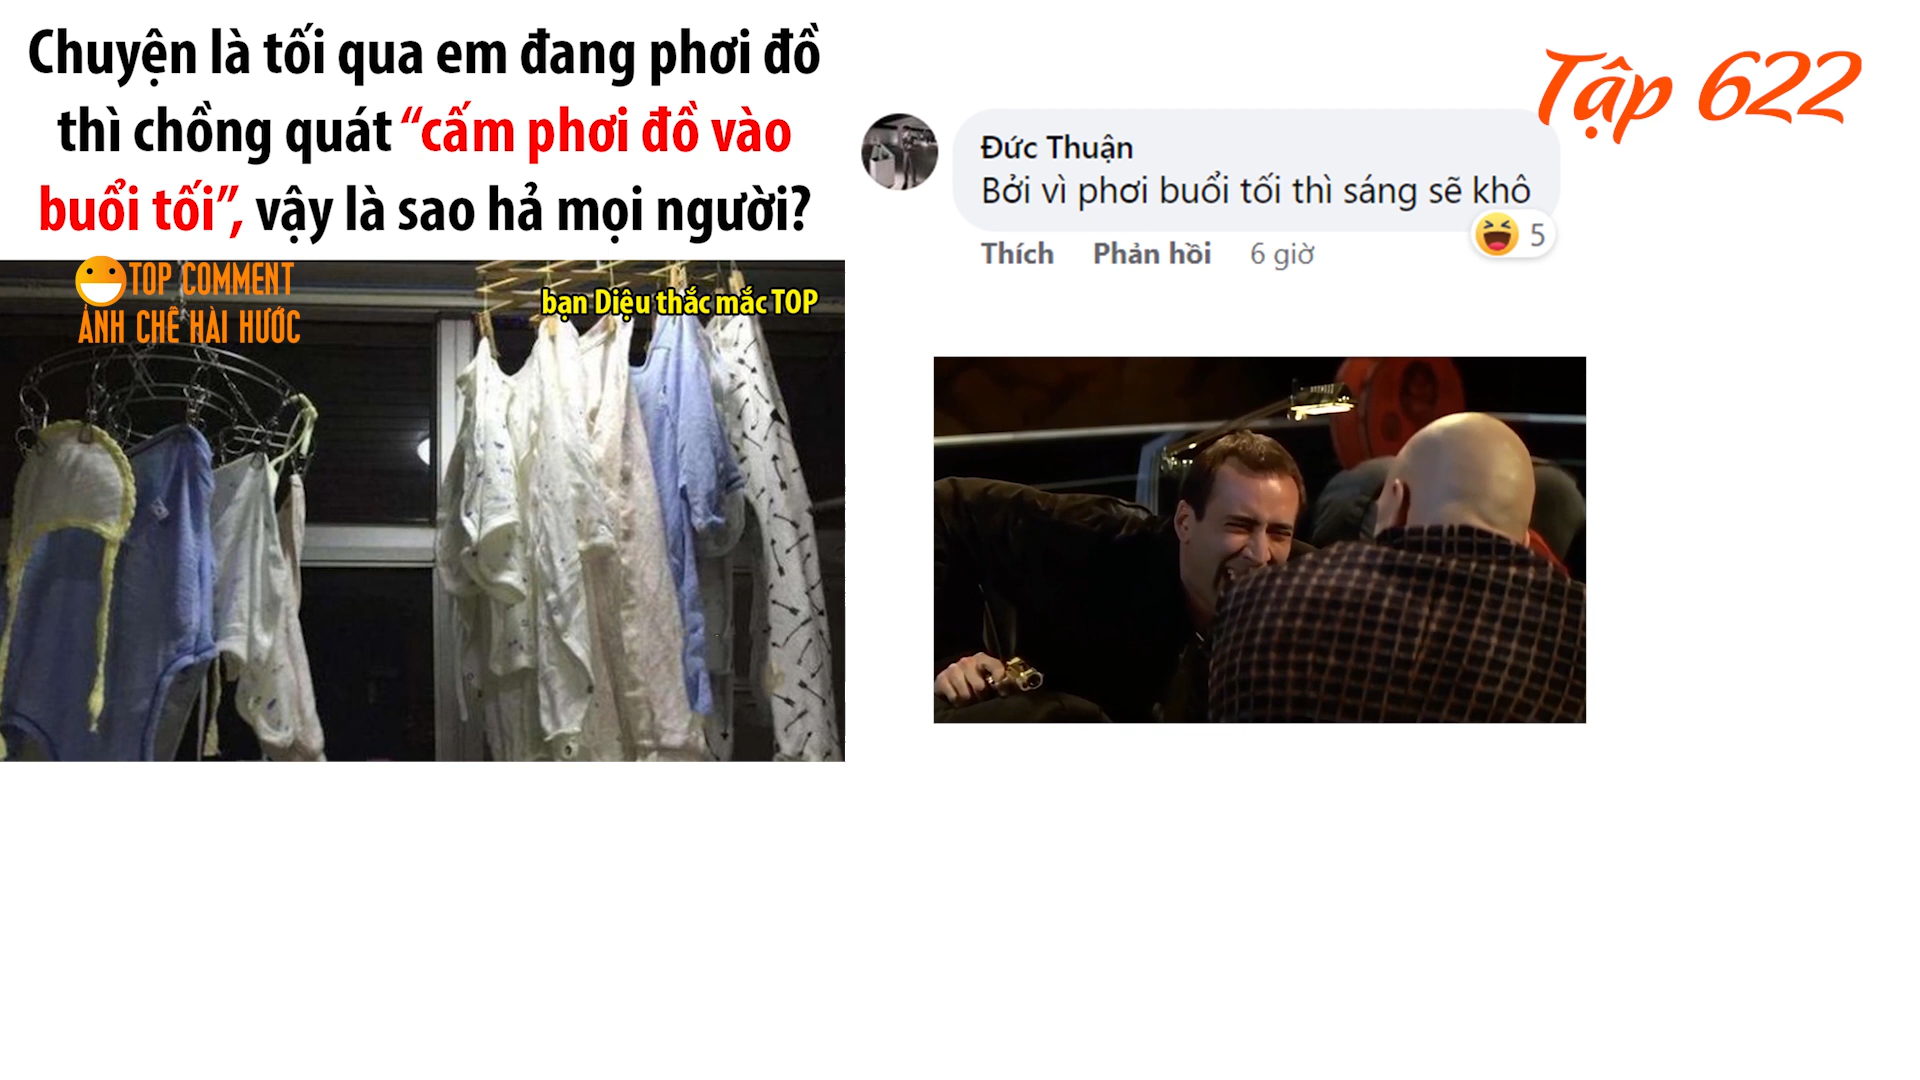 Chuyện là tối qua em đang phơi đồ
thì chồng quát “cấm phơi đồ vào
buổi tối”, vậy là sao hả mọi người?
TOP COMMENT
ẢNH CHẾ HÀI HƯỚC
bạn Diệu thắc mắc TOP
Tập 622
Đức Thuận
Bởi vì phơi buổi tối thì sáng sẽ khô
5
Thích Phản hồi 6 giờ